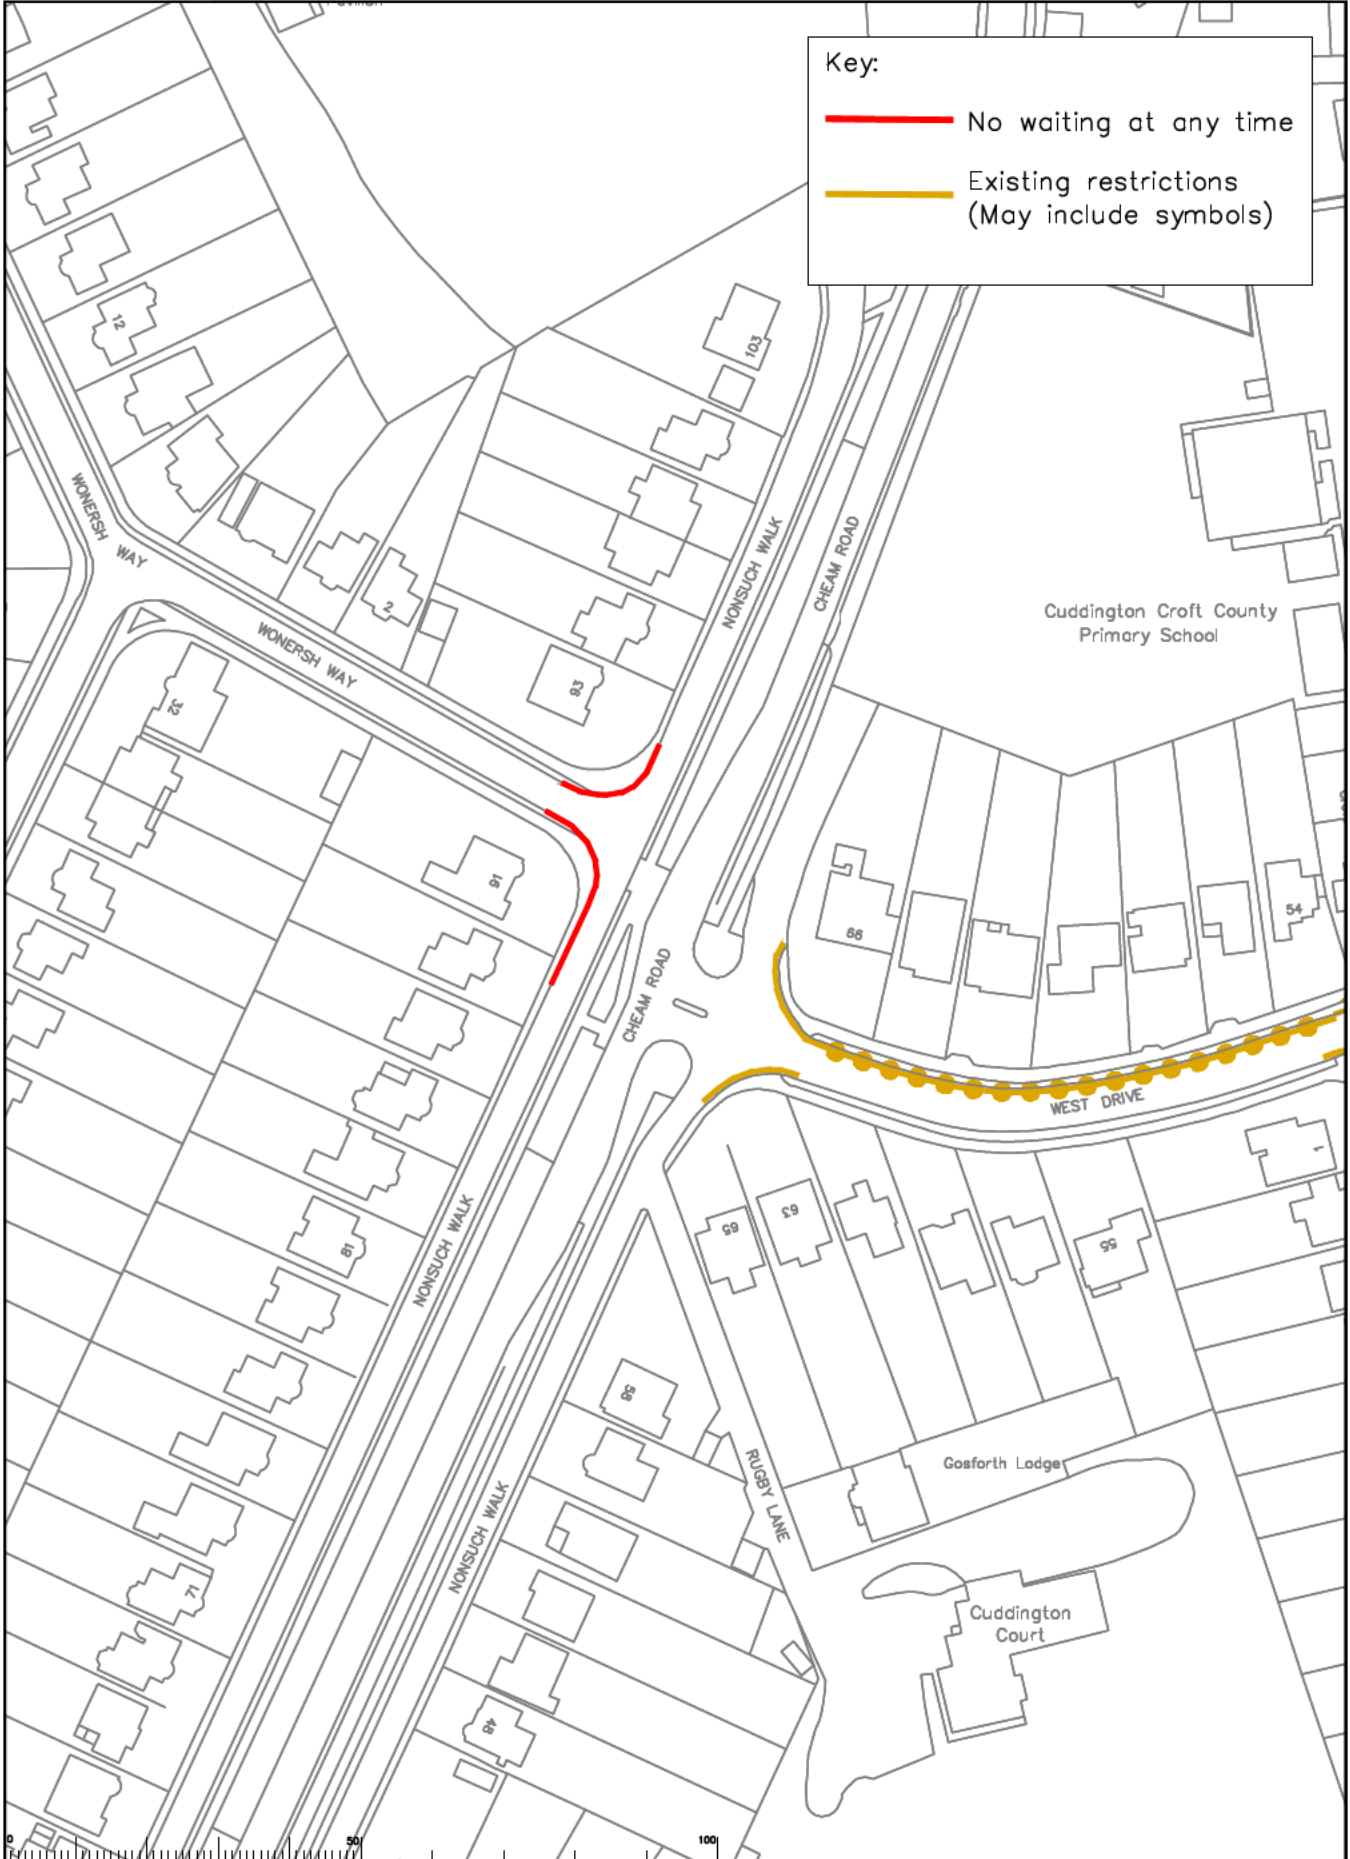 Pavilion
Key:
No waiting at any time
Existing restrictions
(May include symbols)
12
103
WONERSH WAY
NONSUCH WALK
CHEAM ROAD
2
Cuddington Croft County
Primary School
WONERSH WAY
93
32
91
66
54
CHEAM ROAD
WEST DRIVE
1
65
63
55
81
NONSUCH WALK
58
RUGBY LANE
Gosforth Lodge
NONSUCH WALK
71
Cuddington
Court
48
0
50
100